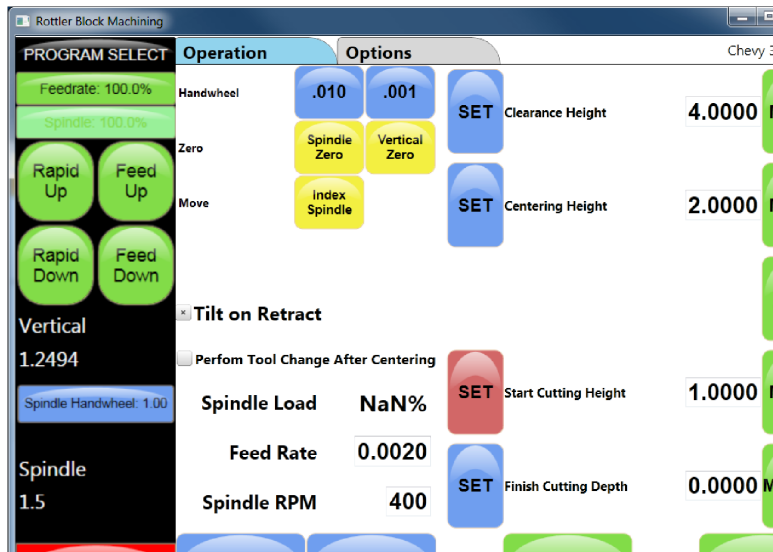 Rottler Block Machining
PROGRAM SELECT
Operation
Options
Chevy 3
Feedrate: 100.0%
Spindle: 100.0%
Rapid Up
Feed Up
Rapid Down
Feed Down
Vertical
1.2494
Spindle Handwheel: 1.00
Spindle
1.5
Handwheel
.010
.001
Zero
Spindle Zero
Vertical Zero
Move
Index Spindle
Tilt on Retract
Perfom Tool Change After Centering
Spindle Load
NaN%
Feed Rate
0.0020
Spindle RPM
400
SET
Clearance Height
4.0000
SET
Centering Height
2.0000
SET
Start Cutting Height
1.0000
SET
Finish Cutting Depth
0.0000